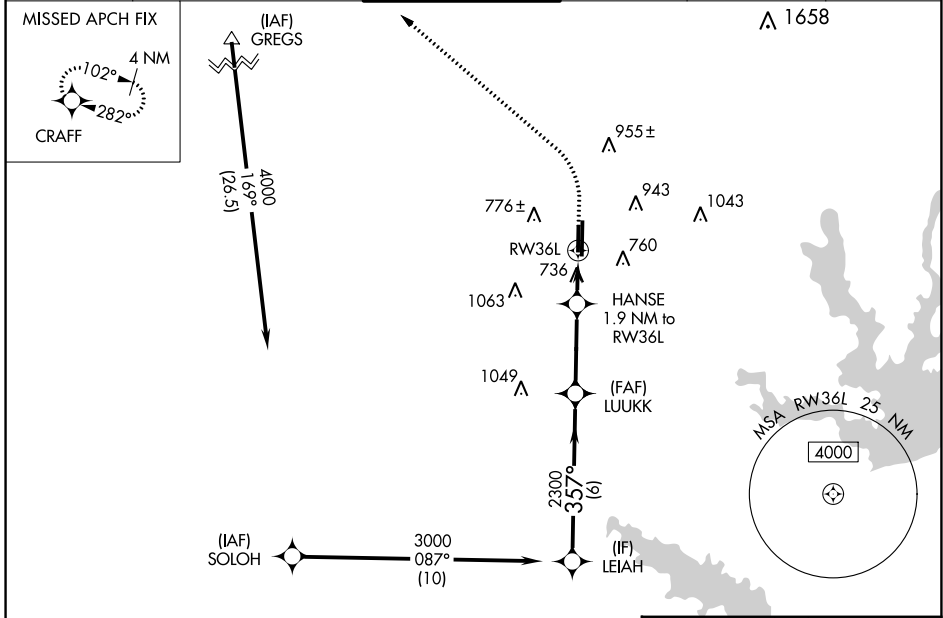 MISSED APCH FIX
4 NM
102°
282°
CRAFF
(IAF)
GREGS
4000
169°
(26.5)
1658
955±
943
1043
776±
RW36L
760
736
1063
HANSE
1.9 NM to
RW36L
1049
(FAF)
LUUKK
MSA RW36L 25 NM
4000
2300
357°
(6)
(IAF)
SOLOH
3000
087°
(10)
(IF)
LEIAH